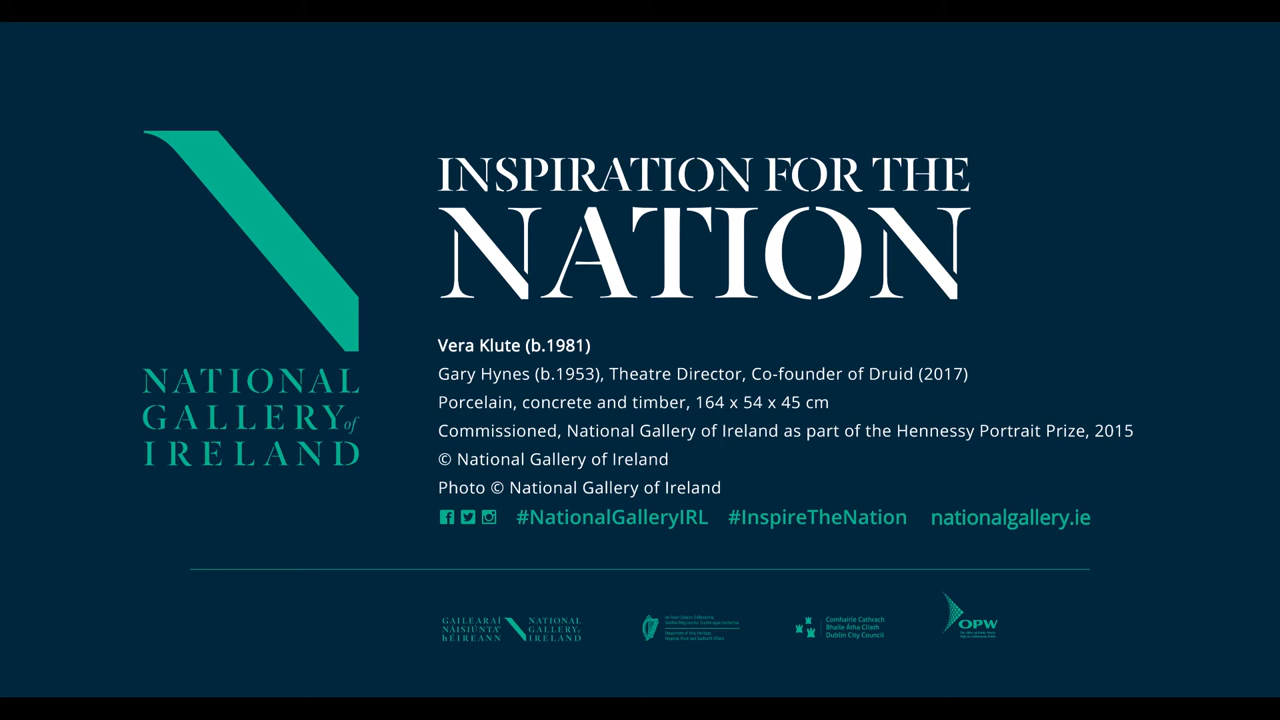 INSPIRATION FOR THE
NATION
NATIONAL
GALLERY of
IRELAND
Vera Klute (b.1981)
Gary Hynes (b.1953), Theatre Director, Co-founder of Druid (2017)
Porcelain, concrete and timber, 164 x 54 x 45 cm
Commissioned, National Gallery of Ireland as part of the Hennessy Portrait Prize, 2015
© National Gallery of Ireland
Photo © National Gallery of Ireland
#NationalGalleryIRL #InspireTheNation nationalgallery.ie
GAILEARAÍ
NÁISIÚNTA
hÉIREANN
NATIONAL
GALLERY of
IRELAND
Comhairle Cathrach
Bhaile Átha Cliath
Dublin City Council
OPW